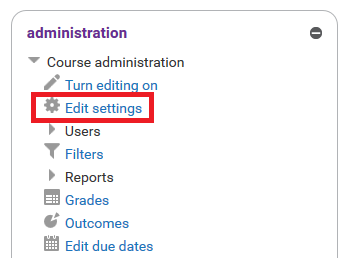 administration
Course administration
Turn editing on
Edit settings
Users
Filters
Reports
Grades
Outcomes
Edit due dates